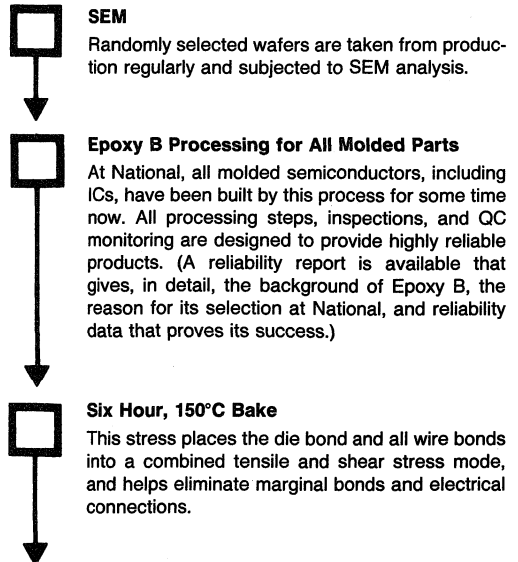 SEM
Randomly selected wafers are taken from produc-
tion regularly and subjected to SEM analysis.
Epoxy B Processing for All Molded Parts
At National, all molded semiconductors, including
ICs, have been built by this process for some time
now. All processing steps, inspections, and QC
monitoring are designed to provide highly reliable
products. (A reliability report is available that
gives, in detail, the background of Epoxy B, the
reason for its selection at National, and reliability
data that proves its success.)
Six Hour, 150°C Bake
This stress places the die bond and all wire bonds
into a combined tensile and shear stress mode,
and helps eliminate marginal bonds and electrical
connections.